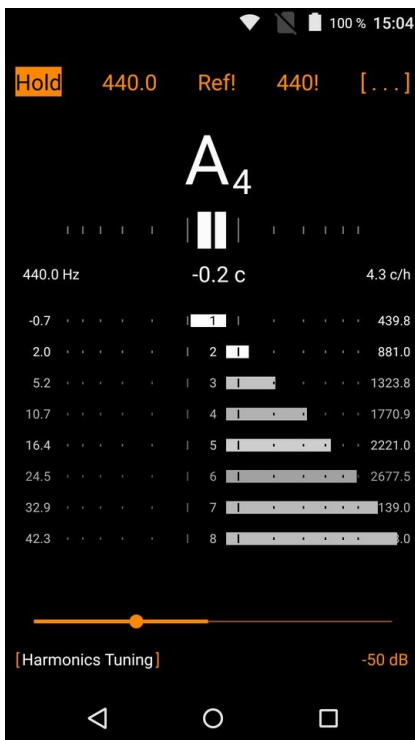 100 % 15:04
Hold 440.0 Ref! 440! [...]
A4
440.0 Hz -0.2 c 4.3 c/h
-0.7 1 439.8
2.0 2 881.0
5.2 3 1323.8
10.7 4 1770.9
16.4 5 2221.0
24.5 6 2677.5
32.9 7 139.0
42.3 8 .0
[Harmonics Tuning] -50 dB